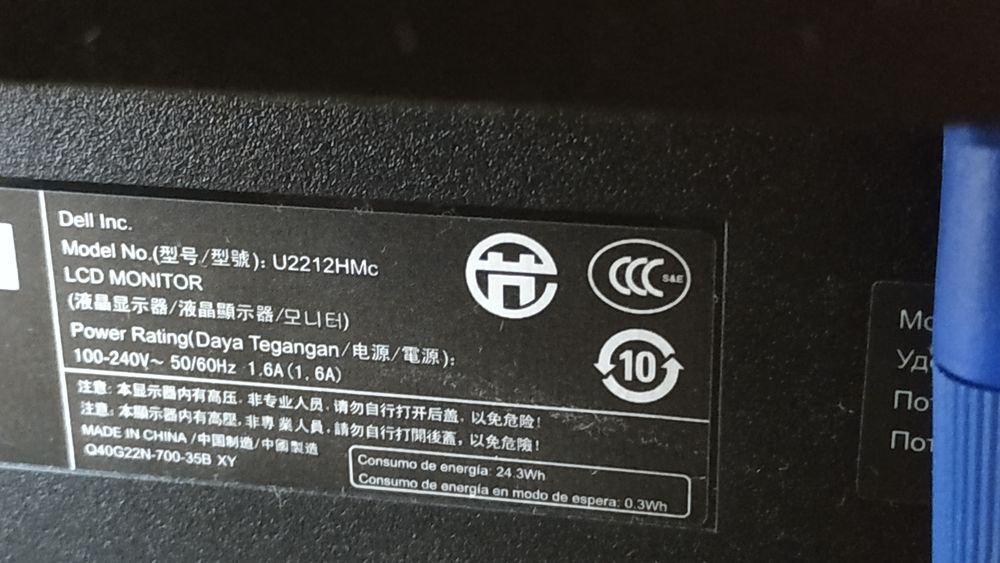 Dell Inc.
Model No.(型号/型號): U2212HMc
LCD MONITOR
(液晶显示器/液晶顯示器/모니터)
Power Rating(Daya Tegangan/电源/電源):
100-240V~ 50/60Hz 1.6A(1.6A)
CCC S&E
10
注意: 本显示器内有高压, 非专业人员, 请勿自行打开后盖, 以免危险!
注意: 本顯示器内有高壓, 非專業人員, 請勿自行打開後蓋, 以免危險!
MADE IN CHINA /中国制造/中國製造
Q40G22N-700-35B XY
Consumo de energía: 24.3Wh
Consumo de energía en modo de espera: 0.3Wh